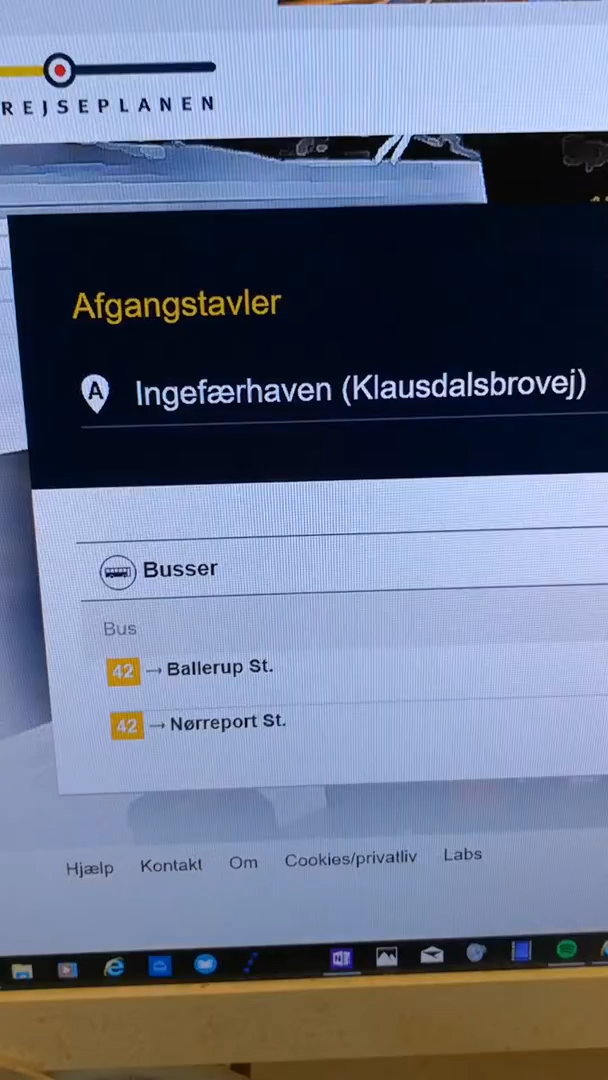 REJSEPLANEN
Afgangstavler
A
Ingefærhaven (Klausdalsbrovej)
Busser
Bus
42 → Ballerup St.
42 → Nørreport St.
Hjælp Kontakt Om Cookies/privatliv Labs